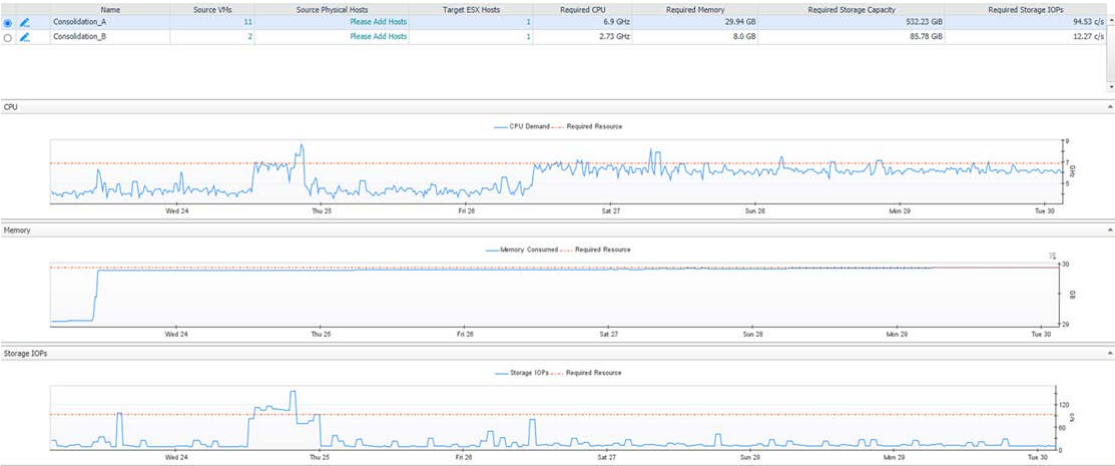 Name Source VMs Source Physical Hosts Target ESX Hosts Required CPU Required Memory Required Storage Capacity Required Storage IOPs
Consolidation_A 11 Please Add Hosts 1 6.9 GHz 29.94 GB 532.23 GiB 94.53 c/s
Consolidation_B 2 Please Add Hosts 1 2.73 GHz 8.0 GB 85.78 GiB 12.27 c/s
CPU
CPU Demand Required Resource
9
7
5
GHz
Wed 24 Thu 25 Fri 26 Sat 27 Sun 28 Mon 29 Tue 30
Memory
Memory Consumed Required Resource
30
GB
29
Wed 24 Thu 25 Fri 26 Sat 27 Sun 28 Mon 29 Tue 30
Storage IOPs
Storage IOPs Required Resource
120
c/s
60
0
Wed 24 Thu 25 Fri 26 Sat 27 Sun 28 Mon 29 Tue 30